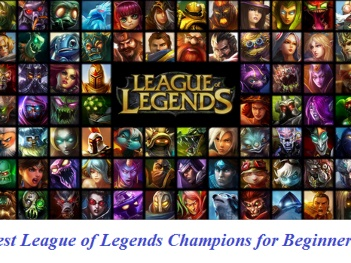 LEAGUE OF
LEGENDS
est League of Legends Champions for Beginner